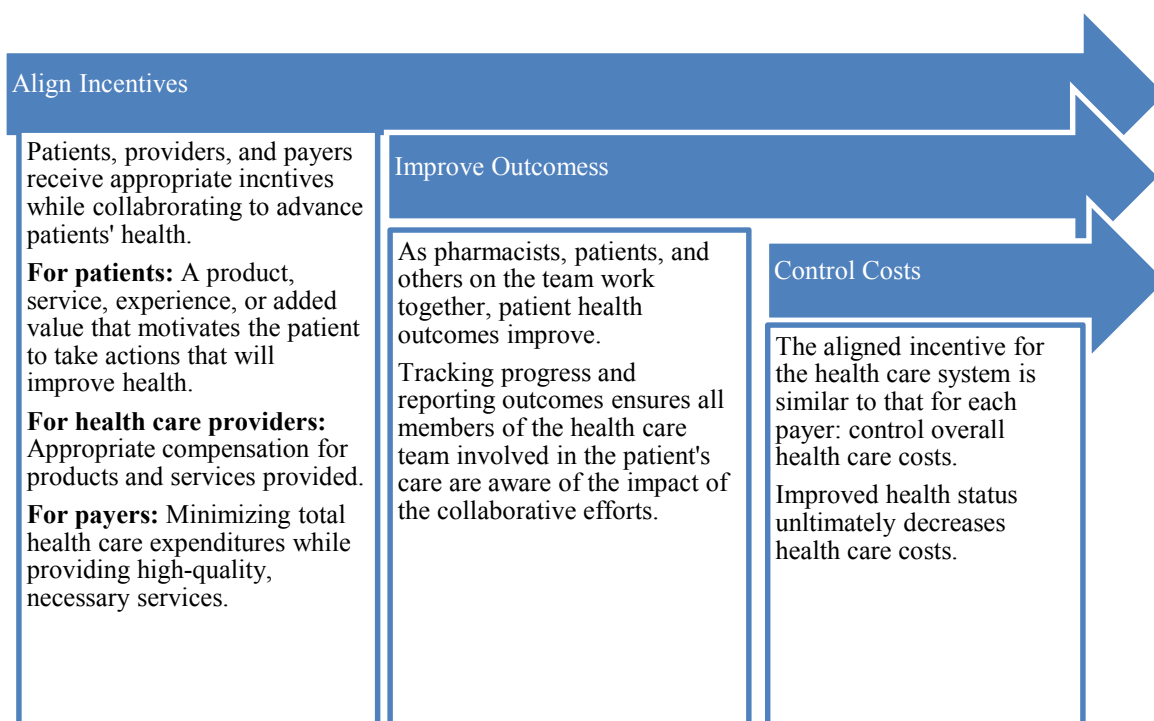 Align Incentives
Patients, providers, and payers
receive appropriate incntives
while collabrorating to advance
patients' health.
For patients: A product,
service, experience, or added
value that motivates the patient
to take actions that will
improve health.
For health care providers:
Appropriate compensation for
products and services provided.
For payers: Minimizing total
health care expenditures while
providing high-quality,
necessary services.
Improve Outcomess
As pharmacists, patients, and
others on the team work
together, patient health
outcomes improve.
Tracking progress and
reporting outcomes ensures all
members of the health care
team involved in the patient's
care are aware of the impact of
the collaborative efforts.
Control Costs
The aligned incentive for
the health care system is
similar to that for each
payer: control overall
health care costs.
Improved health status
unltimately decreases
health care costs.